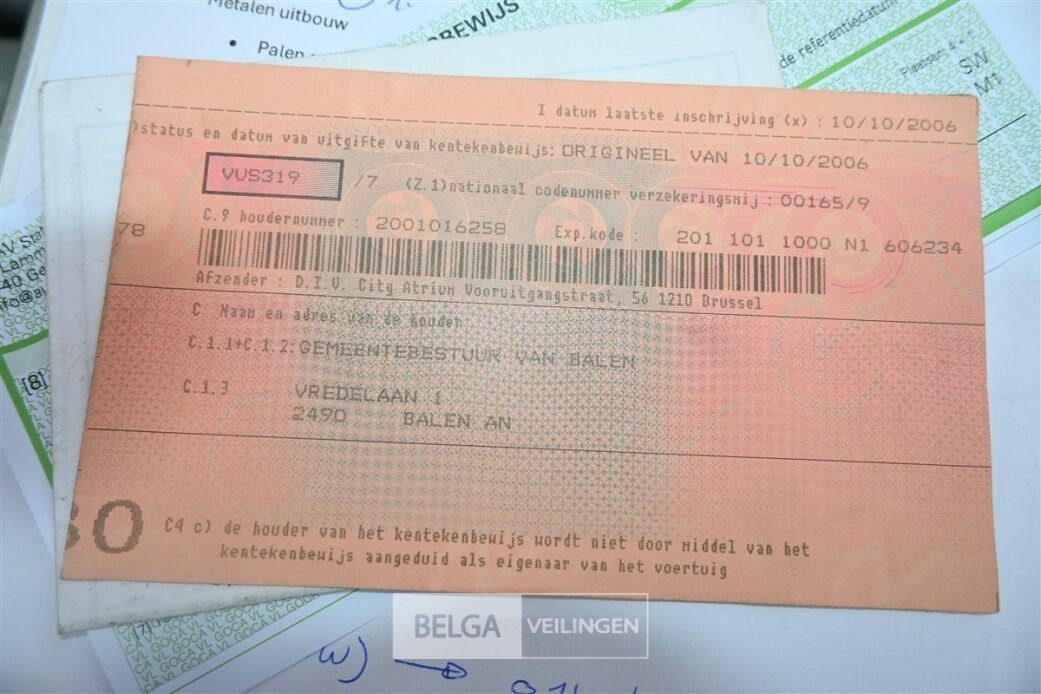 Metalen uitbouw
• Palen
BEWIJS
de referentiedatum
Plaats
SW
M1
I datum laatste inschrijving (x) : 10/10/2006
)status en datum van uitgifte van kentekenbewijs: ORIGINEEL VAN 10/10/2006
VUS319 /7 (Z.1)nationaal codenummer verzekeringsmij : 00165/9
C.9 houdernummer : 2001016258 Exp.kode : 201 101 1000 N1 606234
78
Afzender : D.I.V. City Atrium Vooruitgangstraat, 56 1210 Brussel
C Naam en adres van de houder
C.1.1+C.1.2: GEMEENTEBESTUUR VAN BALEN
C.1.3 VREDELAAN 1
2490 BALEN AN
[8]
C4 c) de houder van het kentekenbewijs wordt niet door middel van het
kentekenbewijs aangeduid als eigenaar van het voertuig
BELGA VEILINGEN